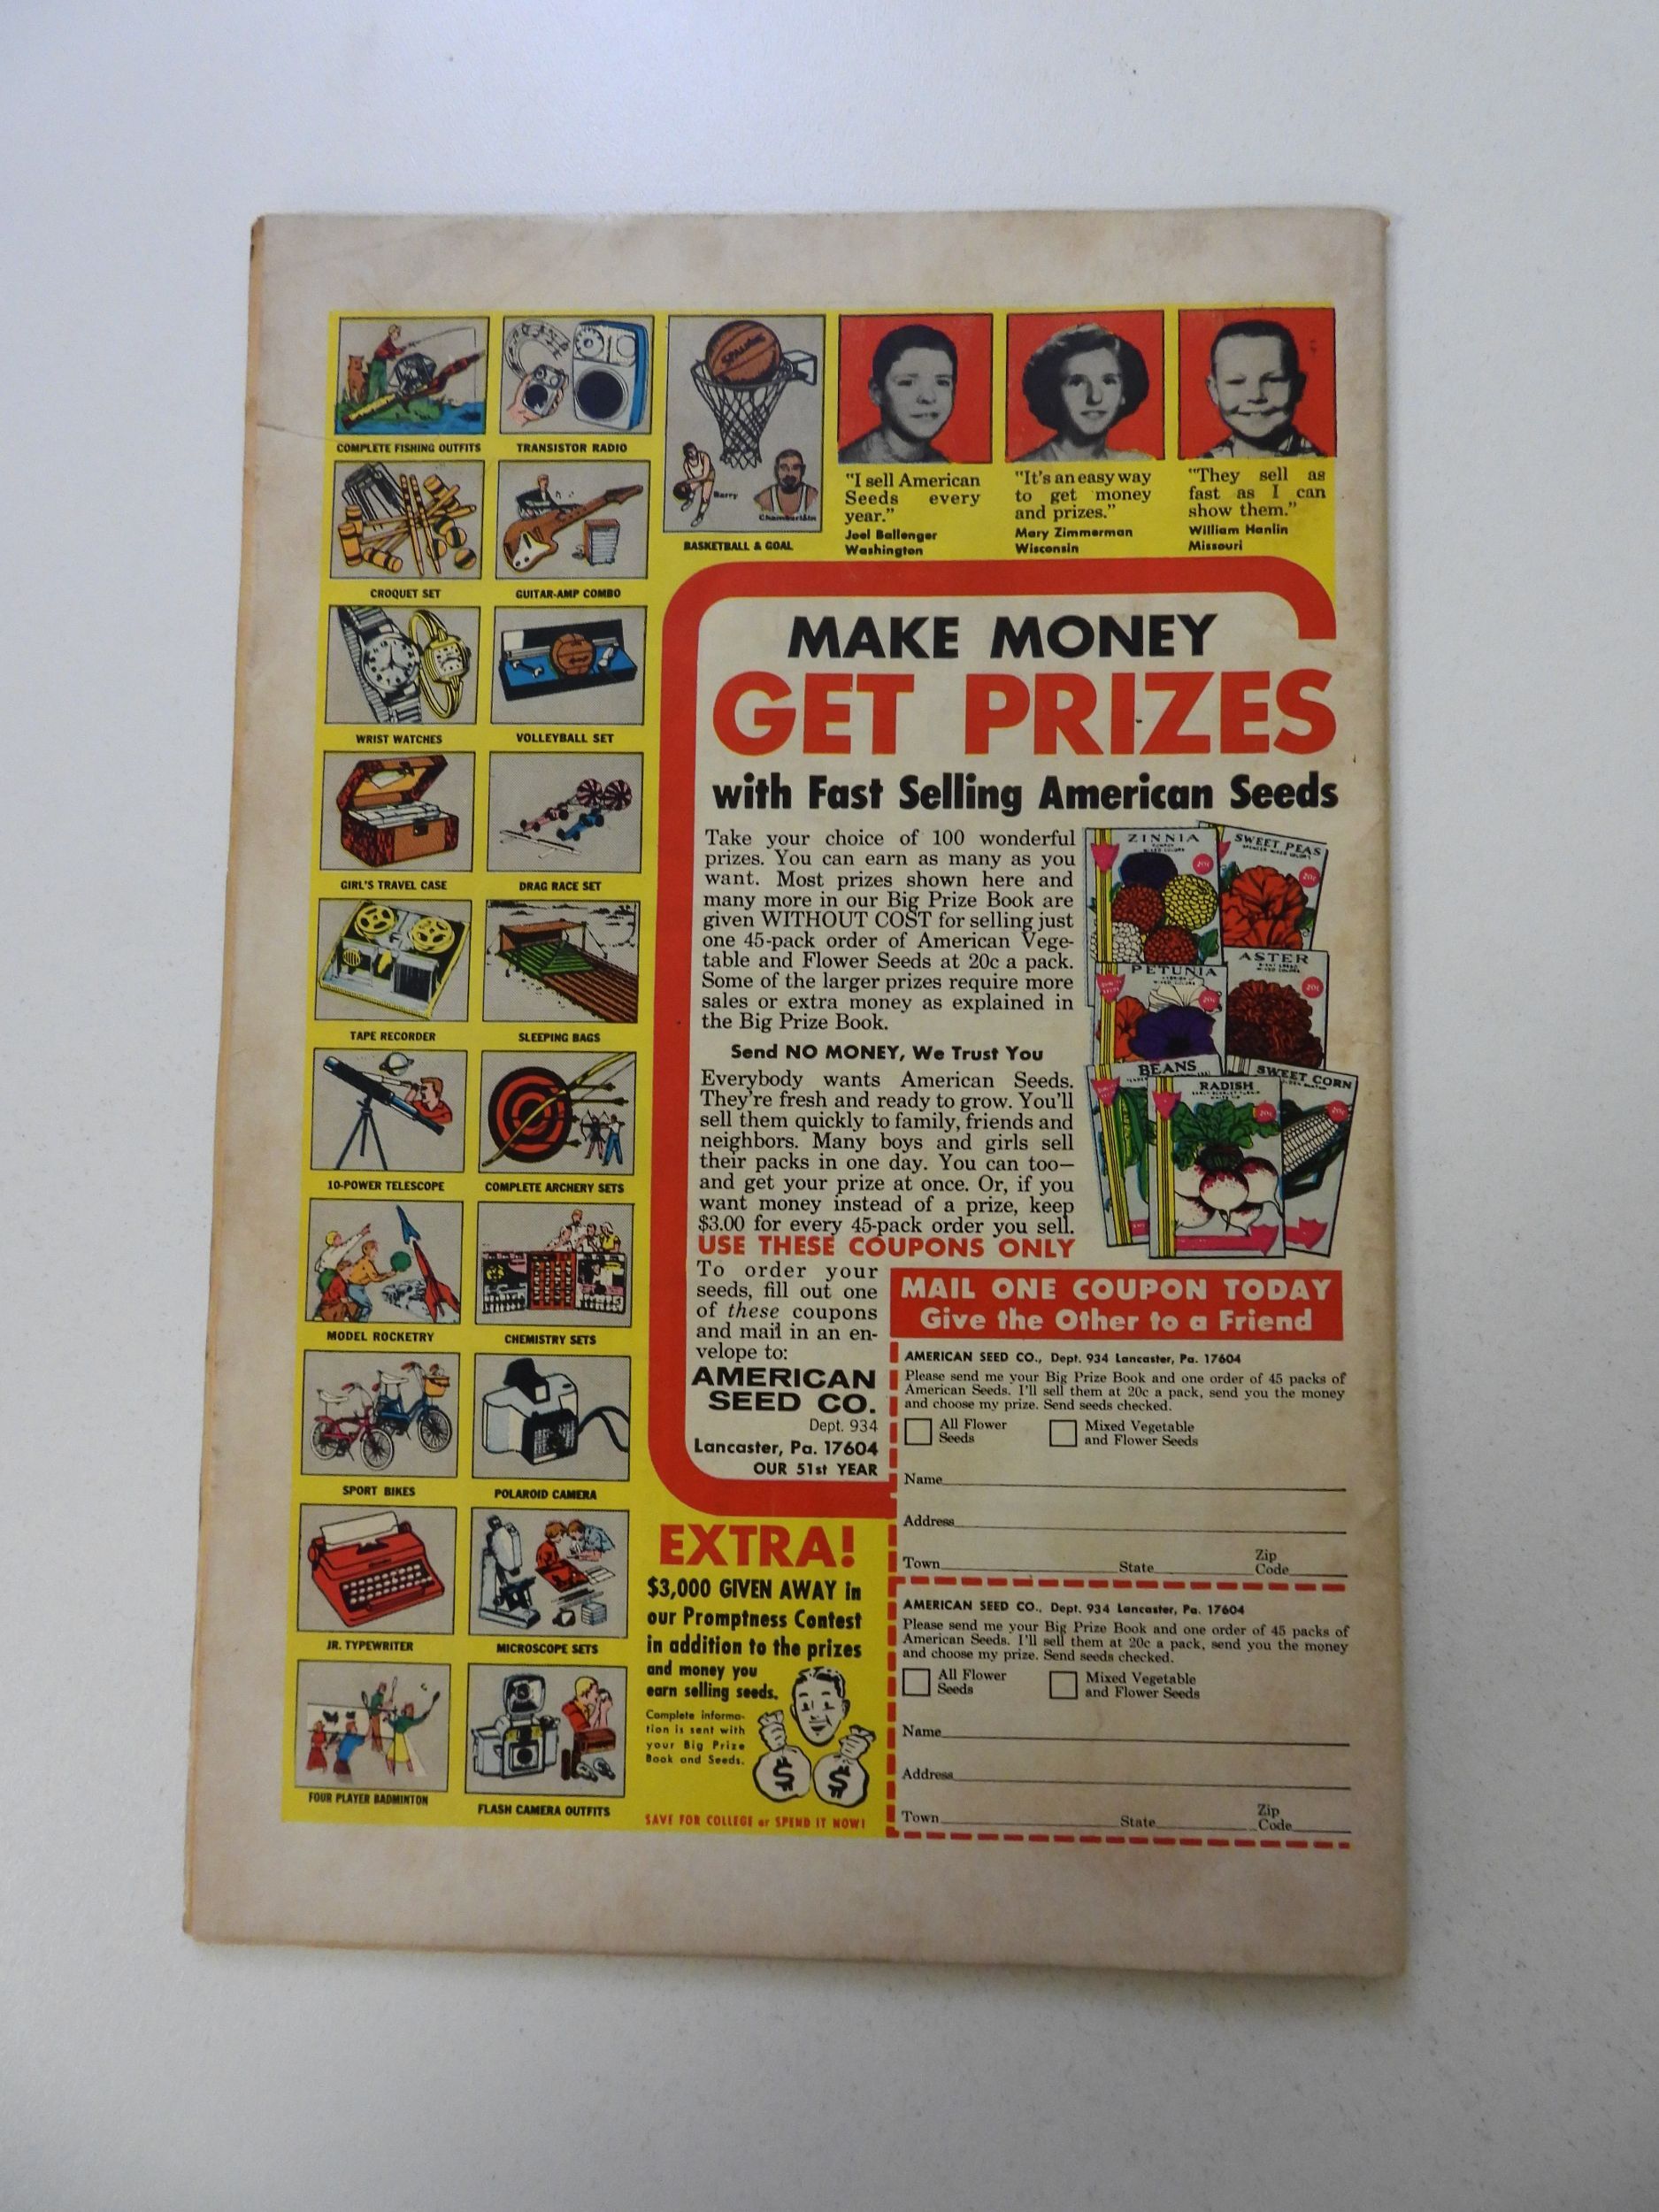 COMPLETE FISHING OUTFITS
TRANSISTOR RADIO
SPALDING
Barry
Chamberlain
BASKETBALL & GOAL
CROQUET SET
GUITAR-AMP COMBO
WRIST WATCHES
VOLLEYBALL SET
GIRL'S TRAVEL CASE
DRAG RACE SET
TAPE RECORDER
SLEEPING BAGS
10-POWER TELESCOPE
COMPLETE ARCHERY SETS
MODEL ROCKETRY
CHEMISTRY SETS
SPORT BIKES
POLAROID CAMERA
JR. TYPEWRITER
MICROSCOPE SETS
FOUR PLAYER BADMINTON
FLASH CAMERA OUTFITS
"I sell American
Seeds every
year."
Joel Ballenger
Washington
"It's an easy way
to get money
and prizes."
Mary Zimmerman
Wisconsin
"They sell as
fast as I can
show them."
William Hanlin
Missouri
MAKE MONEY
GET PRIZES
with Fast Selling American Seeds
Take your choice of 100 wonderful
prizes. You can earn as many as you
want. Most prizes shown here and
many more in our Big Prize Book are
given WITHOUT COST for selling just
one 45-pack order of American Vege-
table and Flower Seeds at 20c a pack.
Some of the larger prizes require more
sales or extra money as explained in
the Big Prize Book.
Send NO MONEY, We Trust You
Everybody wants American Seeds.
They're fresh and ready to grow. You'll
sell them quickly to family, friends and
neighbors. Many boys and girls sell
their packs in one day. You can too—
and get your prize at once. Or, if you
want money instead of a prize, keep
$3.00 for every 45-pack order you sell.
USE THESE COUPONS ONLY
To order your
seeds, fill out one
of these coupons
and mail in an en-
velope to:
AMERICAN
SEED CO.
Dept. 934
Lancaster, Pa. 17604
OUR 51st YEAR
ZINNIA
20c
SWEET PEAS
20c
PETUNIA
20c
ASTER
20c
BEANS
RADISH
20c
SWEET CORN
20c
MAIL ONE COUPON TODAY
Give the Other to a Friend
AMERICAN SEED CO., Dept. 934 Lancaster, Pa. 17604
Please send me your Big Prize Book and one order of 45 packs of
American Seeds. I'll sell them at 20c a pack, send you the money
and choose my prize. Send seeds checked.
All Flower Seeds
Mixed Vegetable and Flower Seeds
Name
Address
Town State Zip Code
AMERICAN SEED CO., Dept. 934 Lancaster, Pa. 17604
Please send me your Big Prize Book and one order of 45 packs of
American Seeds. I'll sell them at 20c a pack, send you the money
and choose my prize. Send seeds checked.
All Flower Seeds
Mixed Vegetable and Flower Seeds
Name
Address
Town State Zip Code
EXTRA!
$3,000 GIVEN AWAY in
our Promptness Contest
in addition to the prizes
and money you
earn selling seeds.
Complete informa-
tion is sent with
your Big Prize
Book and Seeds.
$ $
SAVE FOR COLLEGE or SPEND IT NOW!